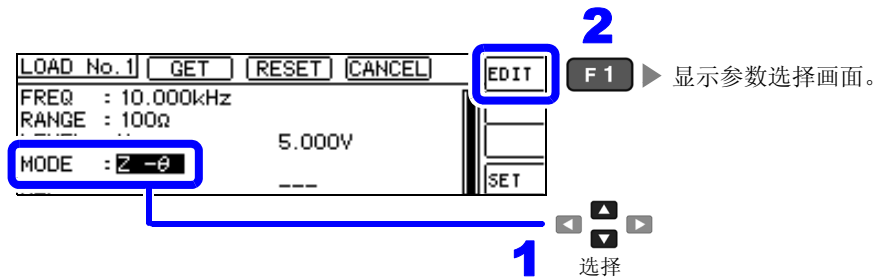 2
LOAD No.1 GET RESET CANCEL EDIT F1 显示参数选择画面。
FREQ : 10.000kHz
RANGE : 100Ω
5.000V
MODE : Z -θ
--- SET
1 选择